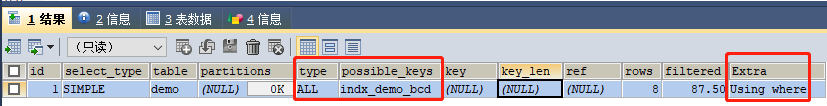 1 结果 2 信息 3 表数据 4 信息
(只读)
id select_type table partitions type possible_keys key key_len ref rows filtered Extra
1 SIMPLE demo (NULL) 0K ALL indx_demo_bcd (NULL) (NULL) (NULL) 8 87.50 Using where